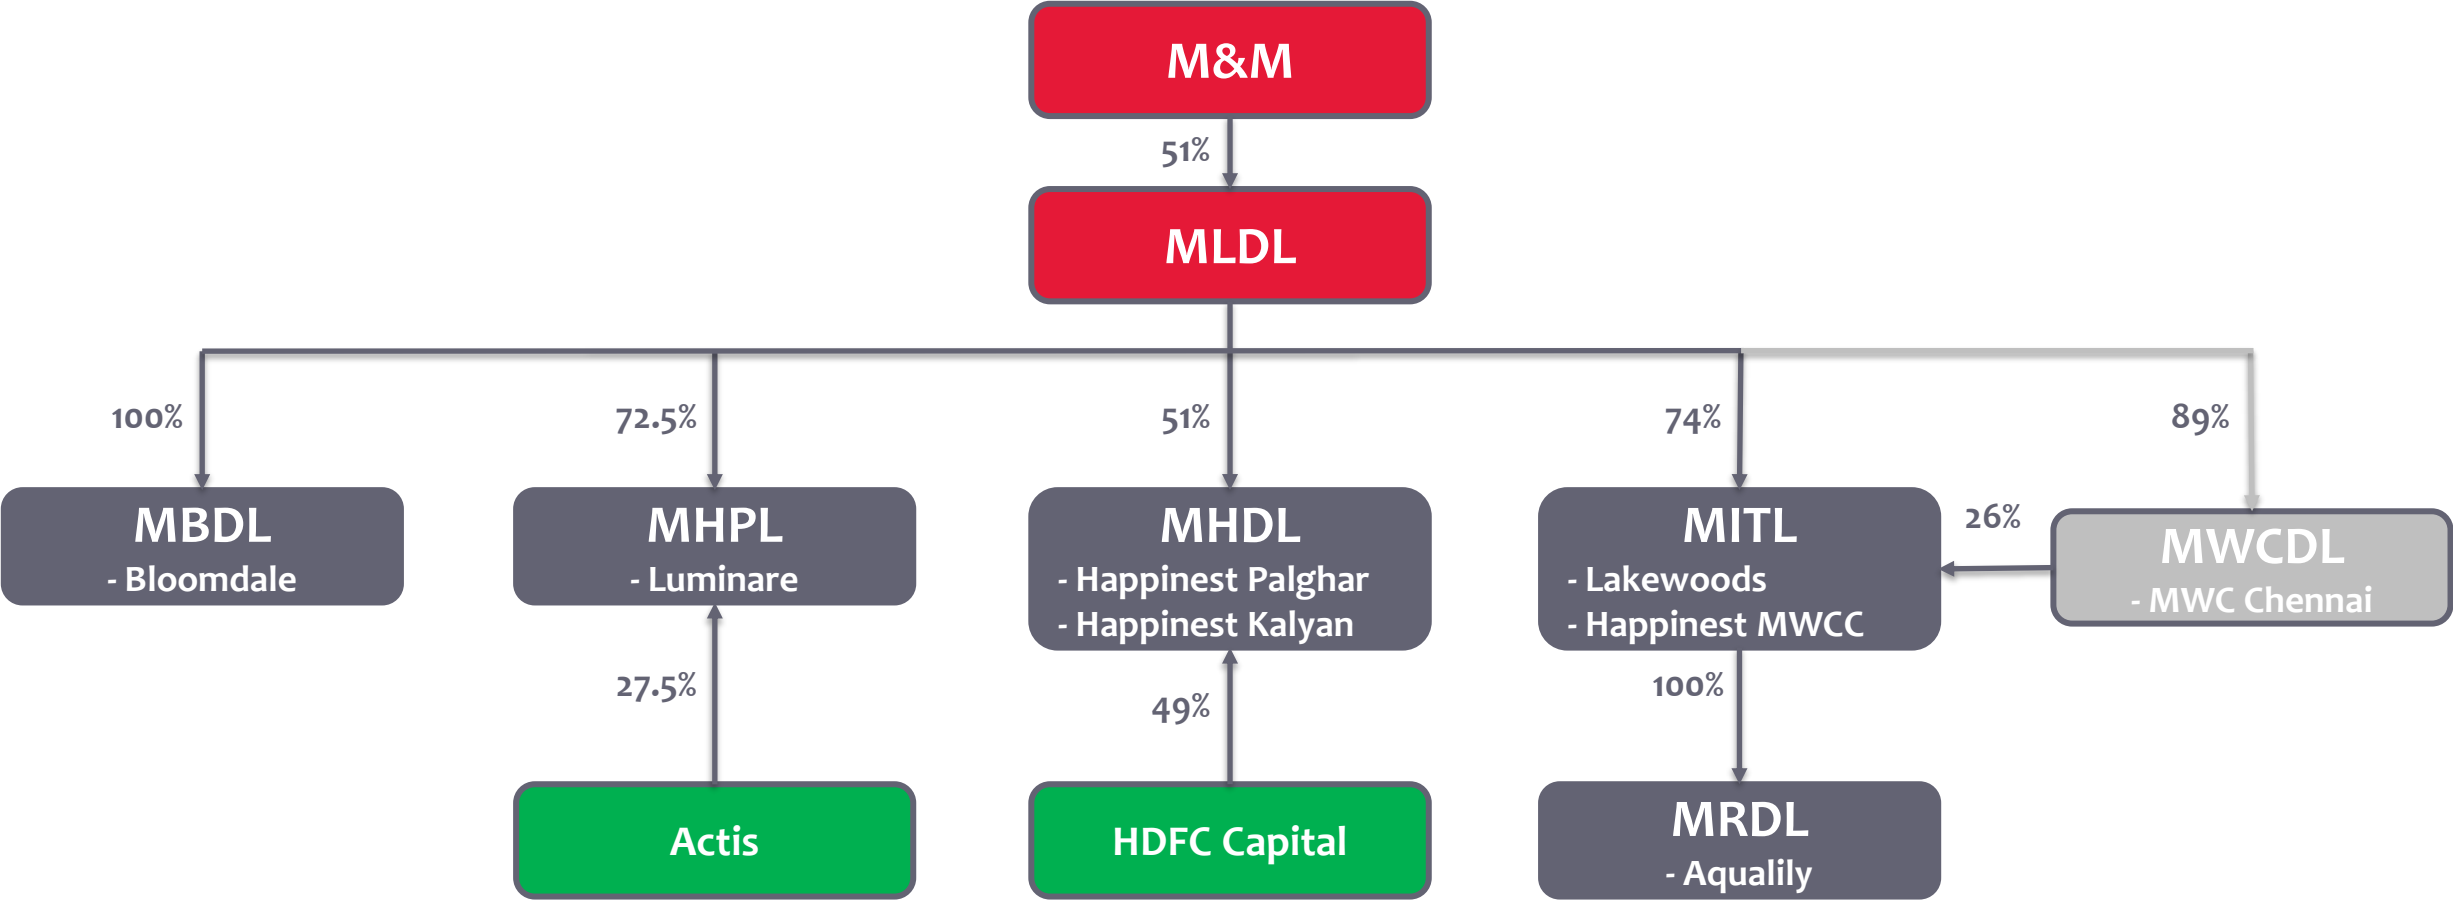 M&M
51%
MLDL
100%
72.5%
51%
74%
89%
MBDL
- Bloomdale
MHPL
- Luminare
MHDL
- Happinest Palghar
- Happinest Kalyan
MITL
- Lakewoods
- Happinest MWCC
26%
MWCDL
- MWC Chennai
27.5%
49%
100%
Actis
HDFC Capital
MRDL
- Aqualily